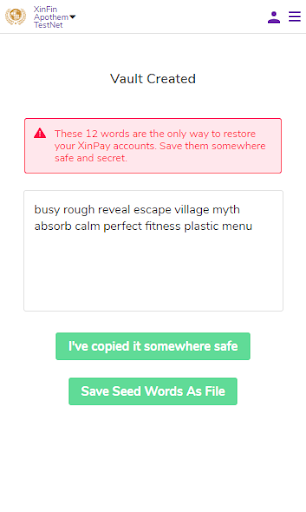 XinFin
Apothem
TestNet
Vault Created
These 12 words are the only way to restore
your XinPay accounts. Save them somewhere
safe and secret.
busy rough reveal escape village myth
absorb calm perfect fitness plastic menu
I've copied it somewhere safe
Save Seed Words As File